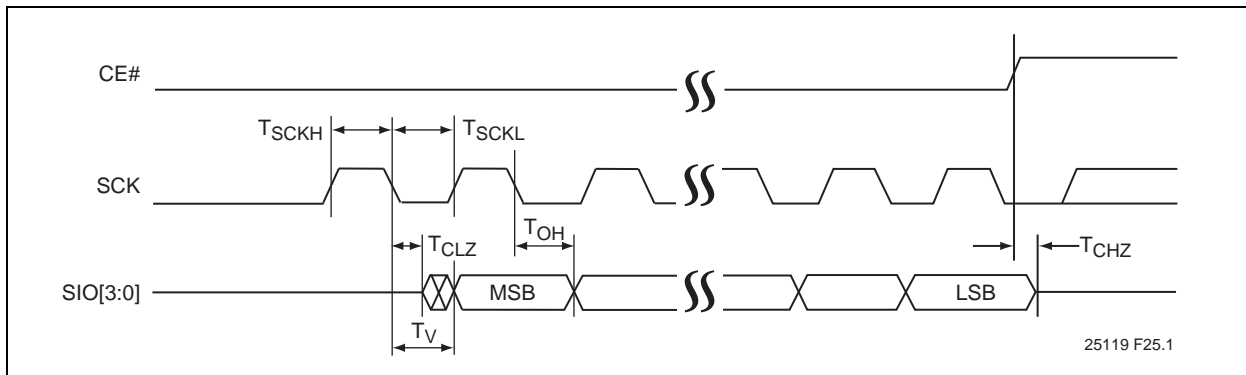 CE#
TSCKH
TSCKL
SCK
TOH
TCLZ
TCHZ
SIO[3:0]
MSB
LSB
TV
25119 F25.1